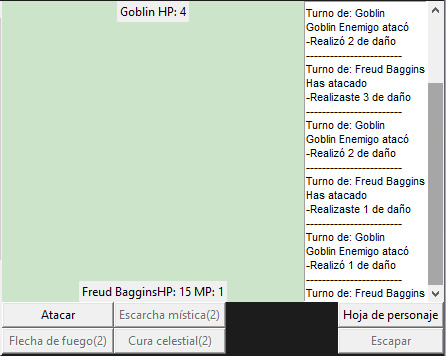 Goblin HP: 4
Turno de: Goblin
Goblin Enemigo atacó
-Realizó 2 de daño
------------------------
Turno de: Freud Baggins
Has atacado
-Realizaste 3 de daño
------------------------
Turno de: Goblin
Goblin Enemigo atacó
-Realizó 2 de daño
------------------------
Turno de: Freud Baggins
Has atacado
-Realizaste 1 de daño
------------------------
Turno de: Goblin
Goblin Enemigo atacó
-Realizó 1 de daño
------------------------
Turno de: Freud Baggins
Freud BagginsHP: 15 MP: 1
Atacar
Escarcha mística(2)
Hoja de personaje
Flecha de fuego(2)
Cura celestial(2)
Escapar